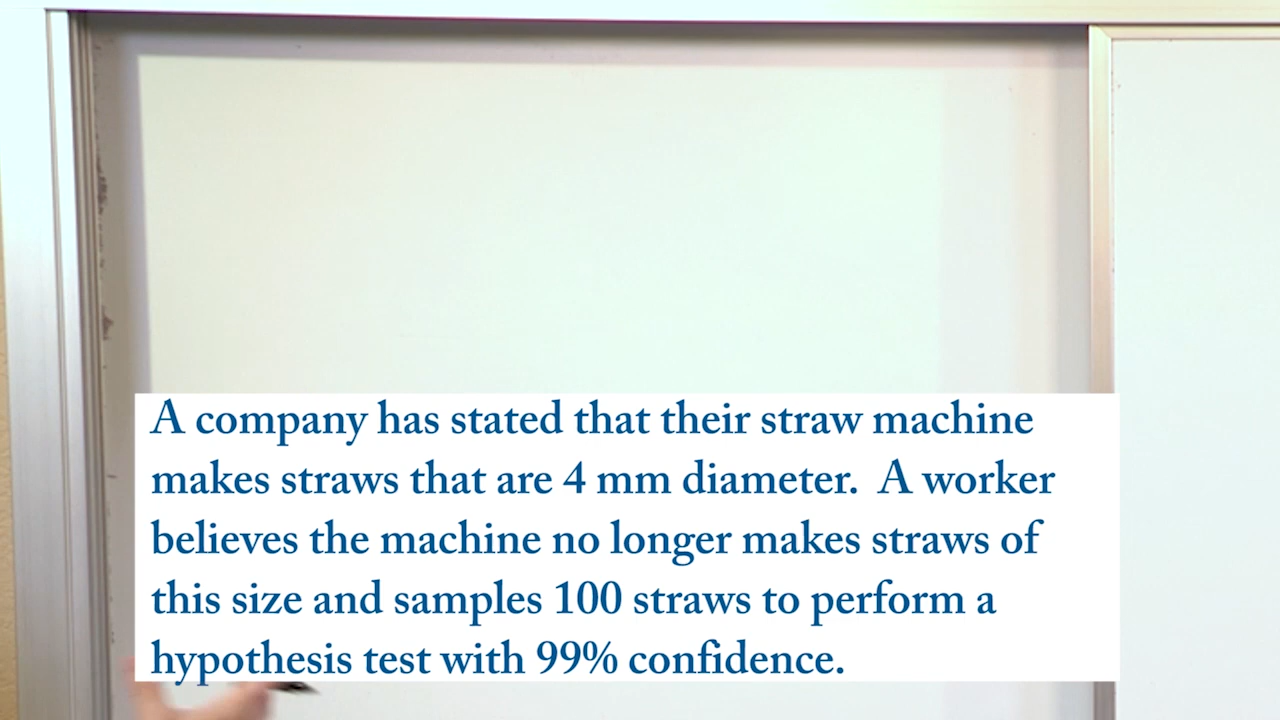 A company has stated that their straw machine
makes straws that are 4 mm diameter.  A worker
believes the machine no longer makes straws of
this size and samples 100 straws to perform a
hypothesis test with 99% confidence.